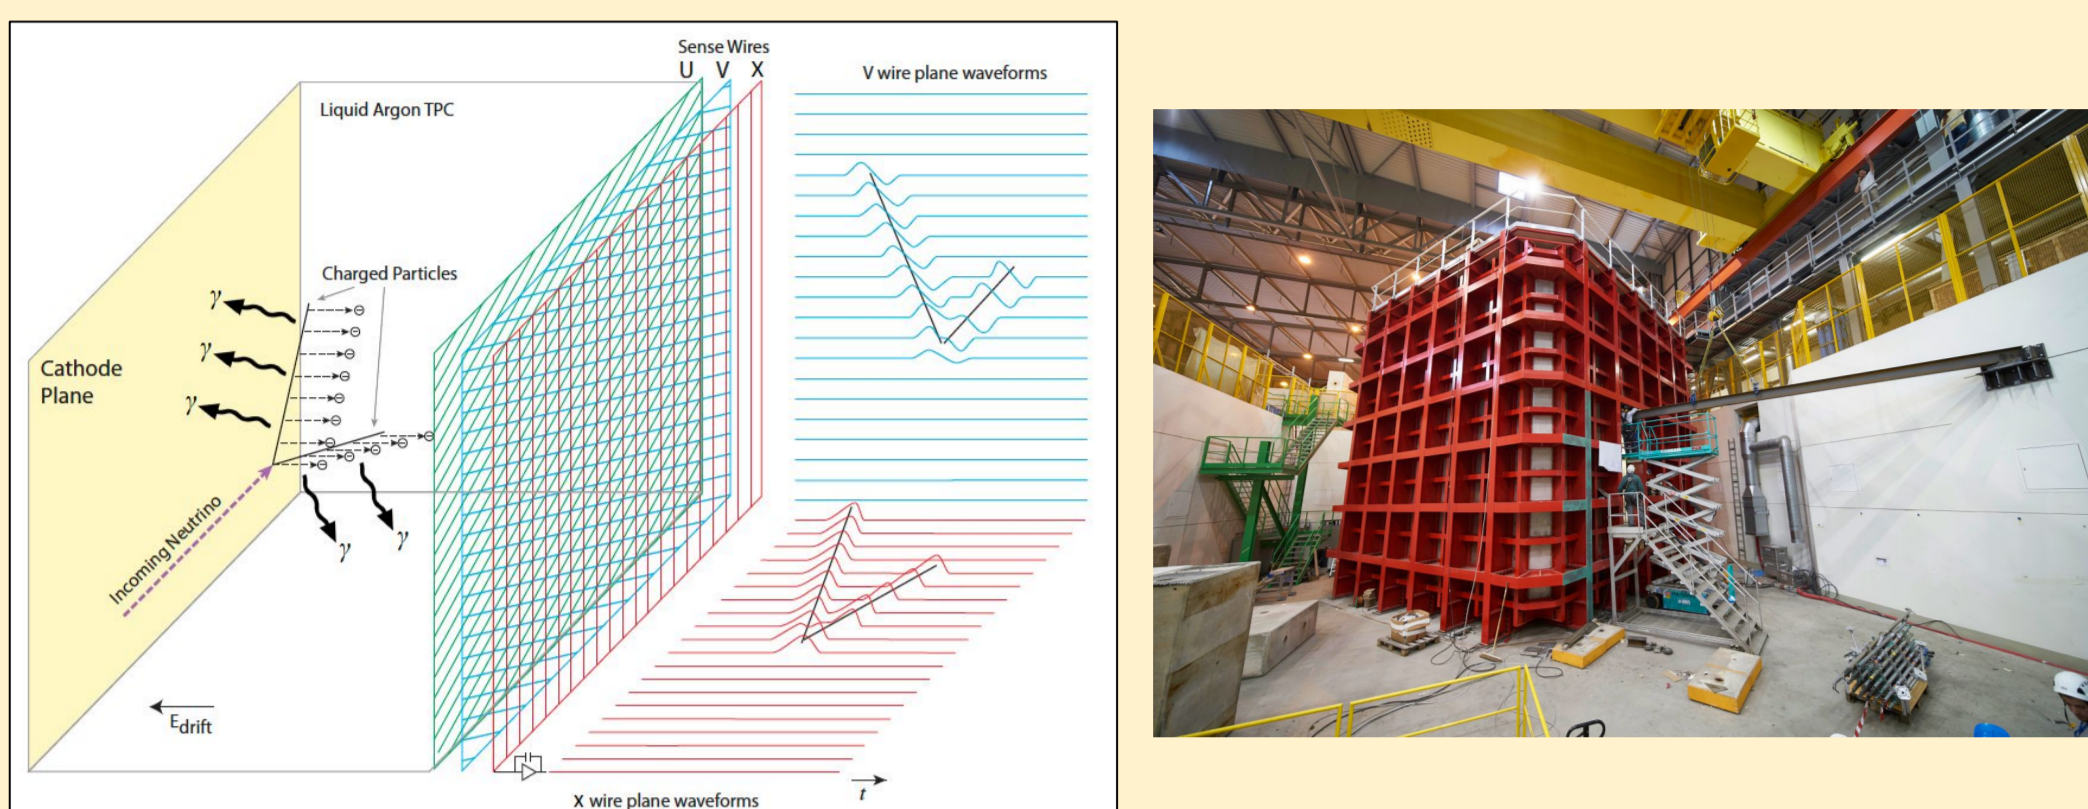 Sense Wires
U V X
V wire plane waveforms
Liquid Argon TPC
Charged Particles
γ
γ
γ
Cathode
Plane
Incoming Neutrino
γ
γ
Edrift
t
X wire plane waveforms